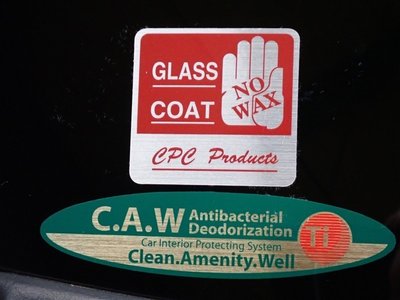 GLASS
COAT
NO
WAX
CPC Products
C.A.W Antibacterial
Deodorization
Ti
Car Interior Protecting System
Clean.Amenity.Well